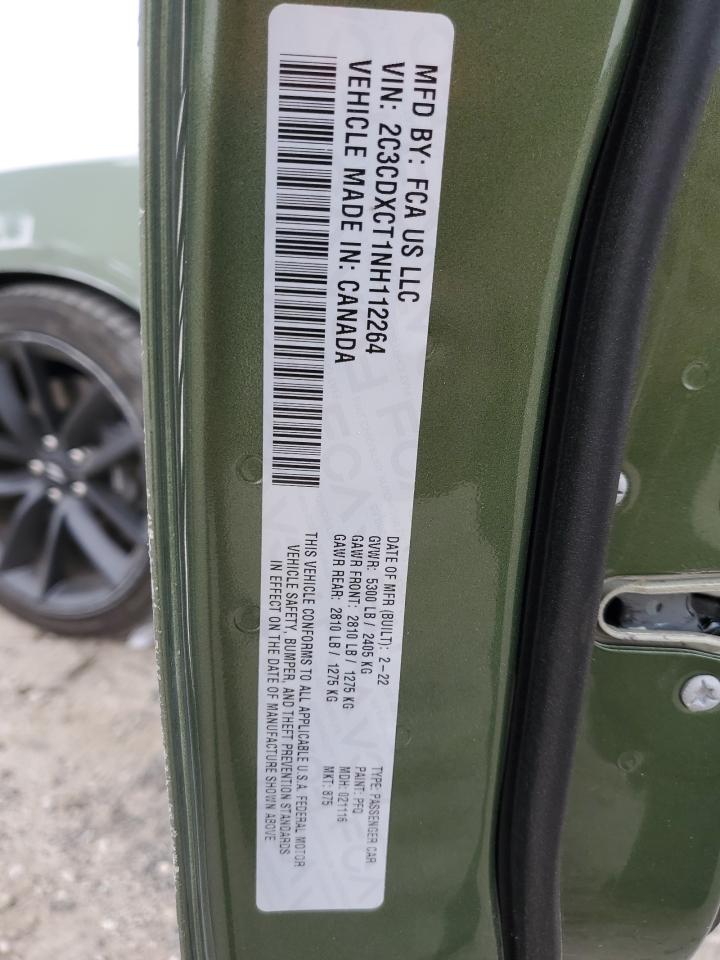 MFD BY: FCA US LLC
VIN: 2C3CDXCT1NH112264
VEHICLE MADE IN: CANADA
DATE OF MFR (BUILT): 2-22
GVWR: 5300 LB / 2405 KG
GAWR FRONT: 2810 LB / 1275 KG
GAWR REAR: 2810 LB / 1275 KG
THIS VEHICLE CONFORMS TO ALL APPLICABLE U.S.A. FEDERAL MOTOR
VEHICLE SAFETY, BUMPER, AND THEFT PREVENTION STANDARDS
IN EFFECT ON THE DATE OF MANUFACTURE SHOWN ABOVE
TYPE: PASSENGER CAR
PAINT: PFQ
MDH: 021116
MKT: 875